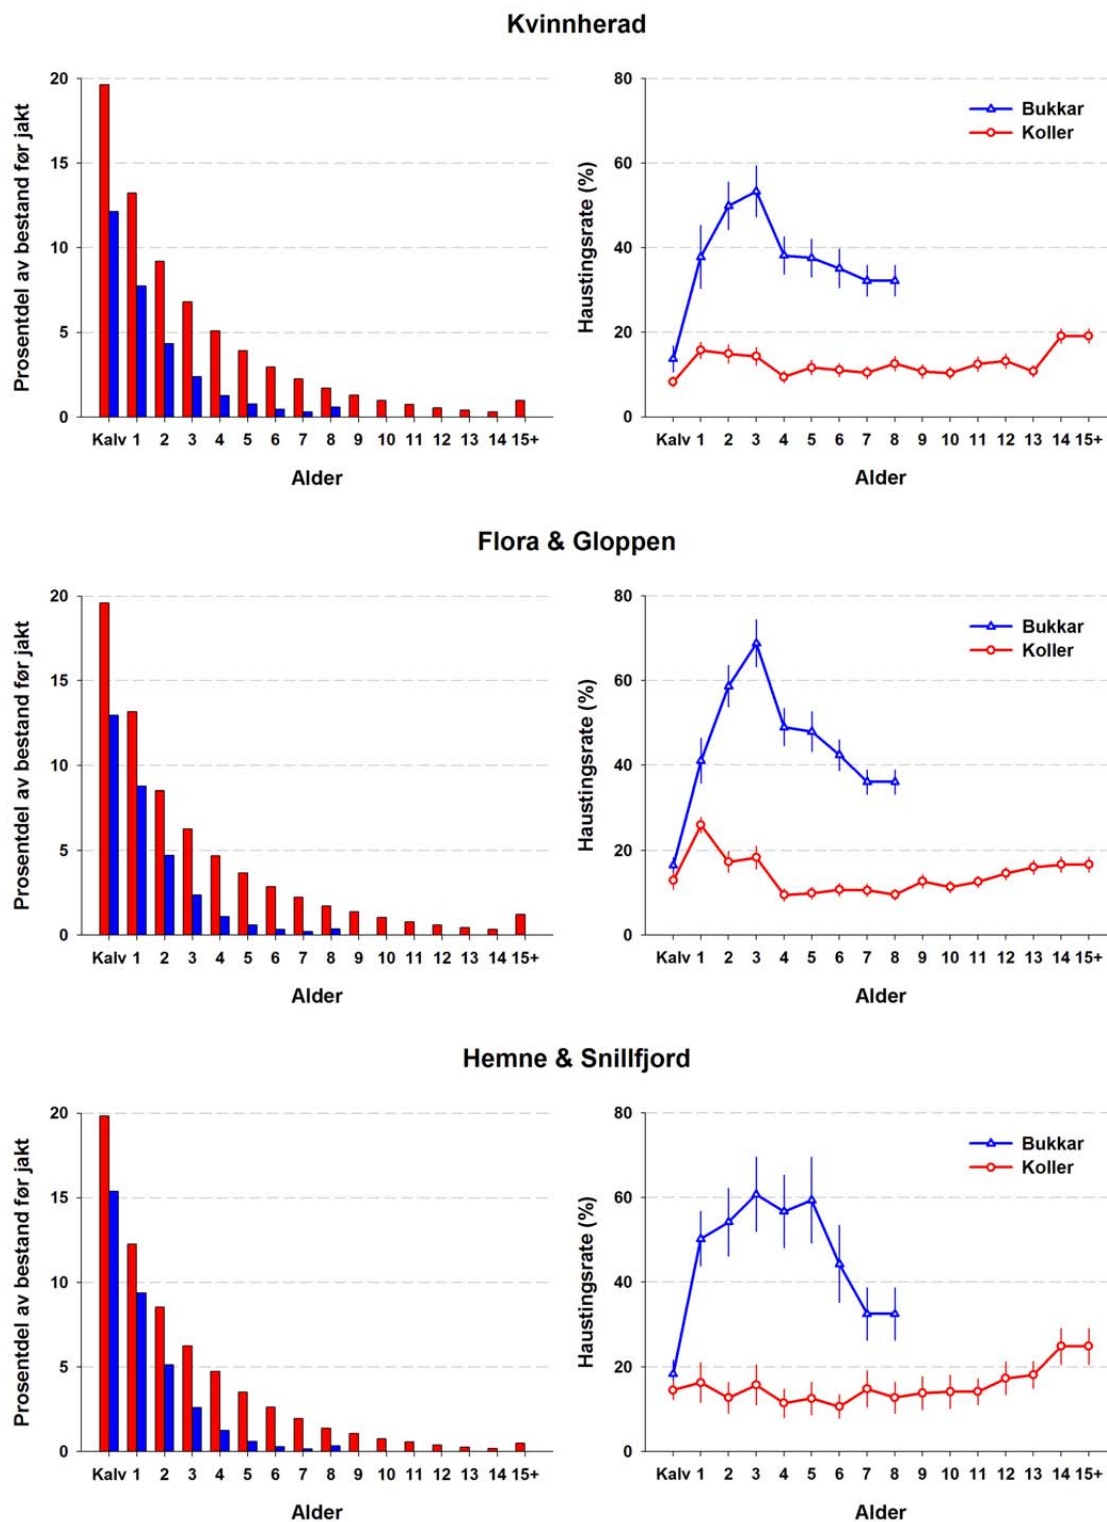 Kvinnherad
Prosentdel av bestand før jakt
20
15
10
5
0
Kalv 1 2 3 4 5 6 7 8 9 10 11 12 13 14 15+
Alder
Haustingsrate (%)
80
60
40
20
0
Bukkar
Koller
Kalv 1 2 3 4 5 6 7 8 9 10 11 12 13 14 15+
Alder
Flora & Gloppen
Prosentdel av bestand før jakt
20
15
10
5
0
Kalv 1 2 3 4 5 6 7 8 9 10 11 12 13 14 15+
Alder
Haustingsrate (%)
80
60
40
20
0
Bukkar
Koller
Kalv 1 2 3 4 5 6 7 8 9 10 11 12 13 14 15+
Alder
Hemne & Snillfjord
Prosentdel av bestand før jakt
20
15
10
5
0
Kalv 1 2 3 4 5 6 7 8 9 10 11 12 13 14 15+
Alder
Haustingsrate (%)
80
60
40
20
0
Bukkar
Koller
Kalv 1 2 3 4 5 6 7 8 9 10 11 12 13 14 15+
Alder